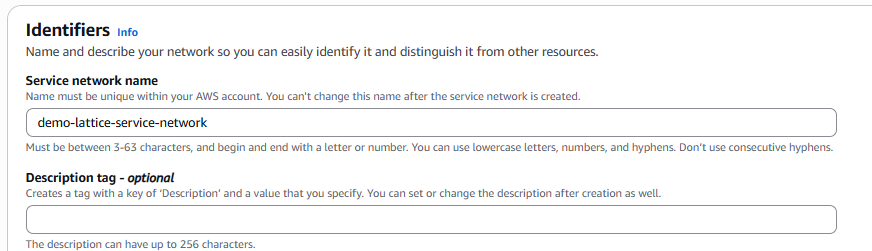 Identifiers Info
Name and describe your network so you can easily identify it and distinguish it from other resources.
Service network name
Name must be unique within your AWS account. You can't change this name after the service network is created.
demo-lattice-service-network
Must be between 3-63 characters, and begin and end with a letter or number. You can use lowercase letters, numbers, and hyphens. Don't use consecutive hyphens.
Description tag - optional
Creates a tag with a key of 'Description' and a value that you specify. You can set or change the description after creation as well.
The description can have up to 256 characters.